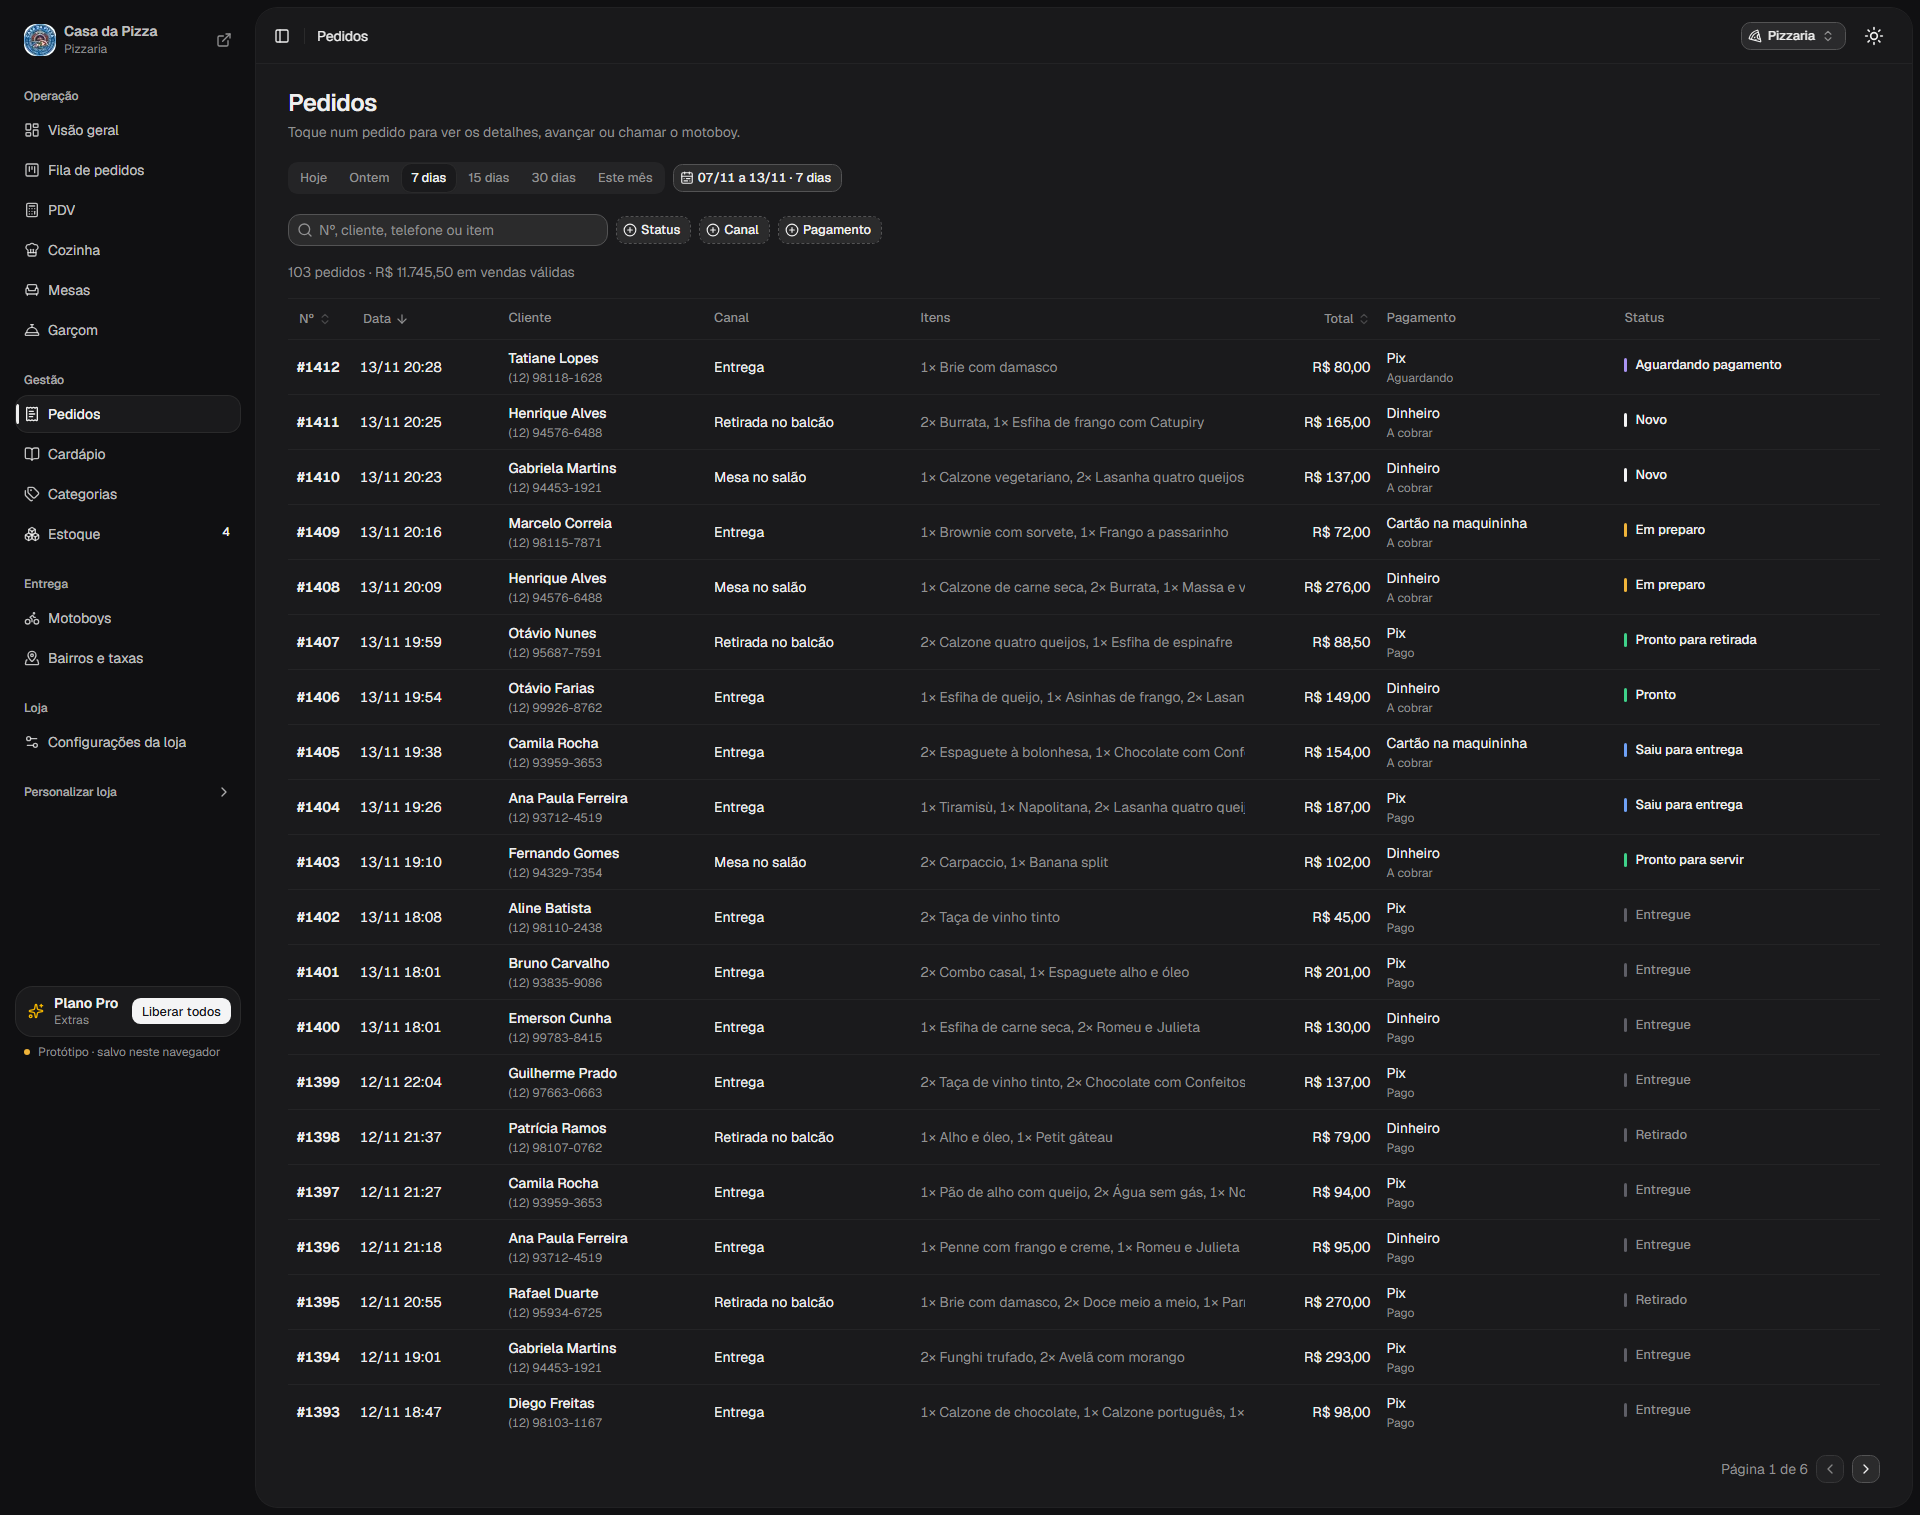 Casa da Pizza
Pizzaria
Operação
Visão geral
Fila de pedidos
PDV
Cozinha
Mesas
Garçom
Gestão
Pedidos
Cardápio
Categorias
Estoque 4
Entrega
Motoboys
Bairros e taxas
Loja
Configurações da loja
Personalizar loja
Plano Pro
Extras
Liberar todos
Protótipo · salvo neste navegador
Pedidos
Pizzaria
Pedidos
Toque num pedido para ver os detalhes, avançar ou chamar o motoboy.
Hoje Ontem 7 dias 15 dias 30 dias Este mês 07/11 a 13/11 · 7 dias
Nº, cliente, telefone ou item Status Canal Pagamento
103 pedidos · R$ 11.745,50 em vendas válidas
Nº Data Cliente Canal Itens Total Pagamento Status
#1412 13/11 20:28 Tatiane Lopes Entrega 1× Brie com damasco R$ 80,00 Pix Aguardando pagamento
(12) 98118-1628 Aguardando
#1411 13/11 20:25 Henrique Alves Retirada no balcão 2× Burrata, 1× Esfiha de frango com Catupiry R$ 165,00 Dinheiro Novo
(12) 94576-6488 A cobrar
#1410 13/11 20:23 Gabriela Martins Mesa no salão 1× Calzone vegetariano, 2× Lasanha quatro queijos R$ 137,00 Dinheiro Novo
(12) 94453-1921 A cobrar
#1409 13/11 20:16 Marcelo Correia Entrega 1× Brownie com sorvete, 1× Frango a passarinho R$ 72,00 Cartão na maquininha Em preparo
(12) 98115-7871 A cobrar
#1408 13/11 20:09 Henrique Alves Mesa no salão 1× Calzone de carne seca, 2× Burrata, 1× Massa e v R$ 276,00 Dinheiro Em preparo
(12) 94576-6488 A cobrar
#1407 13/11 19:59 Otávio Nunes Retirada no balcão 2× Calzone quatro queijos, 1× Esfiha de espinafre R$ 88,50 Pix Pronto para retirada
(12) 95687-7591 Pago
#1406 13/11 19:54 Otávio Farias Entrega 1× Esfiha de queijo, 1× Asinhas de frango, 2× Lasan R$ 149,00 Dinheiro Pronto
(12) 99926-8762 A cobrar
#1405 13/11 19:38 Camila Rocha Entrega 2× Espaguete à bolonhesa, 1× Chocolate com Conf R$ 154,00 Cartão na maquininha Saiu para entrega
(12) 93959-3653 A cobrar
#1404 13/11 19:26 Ana Paula Ferreira Entrega 1× Tiramisù, 1× Napolitana, 2× Lasanha quatro quei R$ 187,00 Pix Saiu para entrega
(12) 93712-4519 Pago
#1403 13/11 19:10 Fernando Gomes Mesa no salão 2× Carpaccio, 1× Banana split R$ 102,00 Dinheiro Pronto para servir
(12) 94329-7354 A cobrar
#1402 13/11 18:08 Aline Batista Entrega 2× Taça de vinho tinto R$ 45,00 Pix Entregue
(12) 98110-2438 Pago
#1401 13/11 18:01 Bruno Carvalho Entrega 2× Combo casal, 1× Espaguete alho e óleo R$ 201,00 Pix Entregue
(12) 93835-9086 Pago
#1400 13/11 18:01 Emerson Cunha Entrega 1× Esfiha de carne seca, 2× Romeu e Julieta R$ 130,00 Dinheiro Entregue
(12) 99783-8415 Pago
#1399 12/11 22:04 Guilherme Prado Entrega 2× Taça de vinho tinto, 2× Chocolate com Confeitos R$ 137,00 Pix Entregue
(12) 97663-0663 Pago
#1398 12/11 21:37 Patrícia Ramos Retirada no balcão 1× Alho e óleo, 1× Petit gâteau R$ 79,00 Dinheiro Retirado
(12) 98107-0762 Pago
#1397 12/11 21:27 Camila Rocha Entrega 1× Pão de alho com queijo, 2× Água sem gás, 1× No R$ 94,00 Pix Entregue
(12) 93959-3653 Pago
#1396 12/11 21:18 Ana Paula Ferreira Entrega 1× Penne com frango e creme, 1× Romeu e Julieta R$ 95,00 Dinheiro Entregue
(12) 93712-4519 Pago
#1395 12/11 20:55 Rafael Duarte Retirada no balcão 1× Brie com damasco, 2× Doce meio a meio, 1× Parı R$ 270,00 Pix Retirado
(12) 95934-6725 Pago
#1394 12/11 19:01 Gabriela Martins Entrega 2× Funghi trufado, 2× Avelã com morango R$ 293,00 Pix Entregue
(12) 94453-1921 Pago
#1393 12/11 18:47 Diego Freitas Entrega 1× Calzone de chocolate, 1× Calzone português, 1× R$ 98,00 Pix Entregue
(12) 98103-1167 Pago
Página 1 de 6